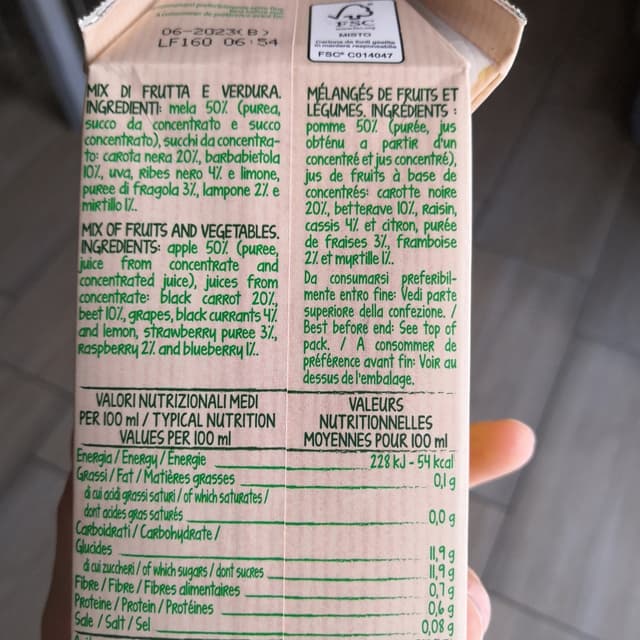 06-2023(B)
LF160 06:54
FSC
MISTO
Cartone da fonti gestite
in maniera responsabile
FSC® C014047
MIX DI FRUTTA E VERDURA.
INGREDIENTI: mela 50% (purea,
succo da concentrato e succo
concentrato), succhi da concentra-
to: carota nera 20%, barbabietola
10%, uva, ribes nero 4% e limone,
puree di fragola 3%, lampone 2% e
mirtillo 1%.
MIX OF FRUITS AND VEGETABLES.
INGREDIENTS: apple 50% (puree,
juice from concentrate and
concentrated juice), juices from
concentrate: black carrot 20%,
beet 10%, grapes, black currants 4%
and lemon, strawberry puree 3%,
raspberry 2% and blueberry 1%.
MÉLANGÉS DE FRUITS ET
LÉGUMES. INGRÉDIENTS :
pomme 50% (purée, jus
obténu a partir d'un
concentré et jus concentré),
jus de fruits à base de
concentrés: carotte noire
20%, betterave 10%, raisin,
cassis 4% et citron, purée
de fraises 3%, framboise
2% et myrtille 1%.
Da consumarsi preferibil-
mente entro fine: Vedi parte
superiore della confezione. /
Best before end: See top of
pack. / A consommer de
préférence avant fin: Voir au
dessus de l'embalage.
VALORI NUTRIZIONALI MEDI
PER 100 ml / TYPICAL NUTRITION
VALUES PER 100 ml
VALEURS
NUTRITIONNELLES
MOYENNES POUR 100 ml
Energia / Energy / Énergie 228 kJ - 54 kcal
Grassi / Fat / Matières grasses 0,1 g
di cui acidi grassi saturi / of which saturates /
dont acides gras saturés 0,0 g
Carboidrati / Carbohydrate /
Glucides 11,9 g
di cui zuccheri / of which sugars / dont sucres 11,9 g
Fibre / Fibre / Fibres alimentaires 0,7 g
Proteine / Protein / Protéines 0,6 g
Sale / Salt / Sel 0,08 g